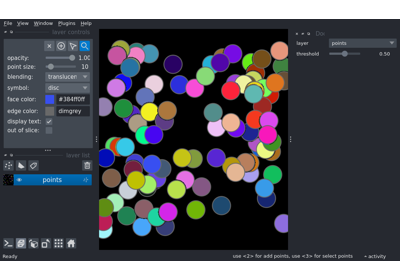 File View Window Plugins Help
layer controls
opacity: 1.00
point size: 10
blending: translucen
symbol: disc
face color: #384ff0ff
edge color: dimgrey
display text:
out of slice:
layer list
points
layer points
threshold 0.50
Ready
use <2> for add points, use <3> for select points
activity